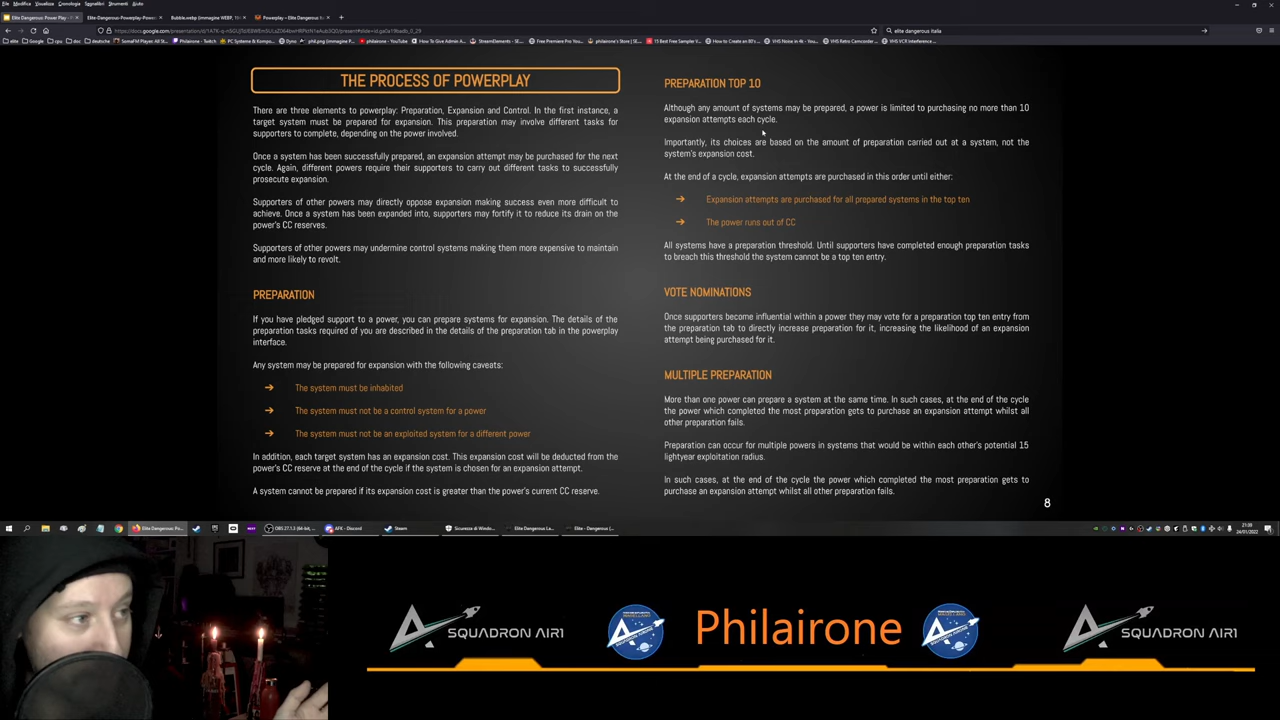 Elite Dangerous: Power Play
Elite-Dangerous-Powerplay-Power
Bubble.webp (immagine WEBP,
Powerplay
elite dangerous italia
THE PROCESS OF POWERPLAY
There are three elements to powerplay: Preparation, Expansion and Control. In the first instance, a
target system must be prepared for expansion. This preparation may involve different tasks for
supporters to complete, depending on the power involved.
Once a system has been successfully prepared, an expansion attempt may be purchased for the next
cycle. Again, different powers require their supporters to carry out different tasks to successfully
prosecute expansion.
Supporters of other powers may directly oppose expansion making success even more difficult to
achieve. Once a system has been expanded into, supporters may fortify it to reduce its drain on the
power's CC reserves.
Supporters of other powers may undermine control systems making them more expensive to maintain
and more likely to revolt.
PREPARATION
If you have pledged support to a power, you can prepare systems for expansion. The details of the
preparation tasks required of you are described in the details of the preparation tab in the powerplay
interface.
Any system may be prepared for expansion with the following caveats:
The system must be inhabited
The system must not be a control system for a power
The system must not be an exploited system for a different power
In addition, each target system has an expansion cost. This expansion cost will be deducted from the
power's CC reserve at the end of the cycle if the system is chosen for an expansion attempt.
A system cannot be prepared if its expansion cost is greater than the power's current CC reserve.
PREPARATION TOP 10
Although any amount of systems may be prepared, a power is limited to purchasing no more than 10
expansion attempts each cycle.
Importantly, its choices are based on the amount of preparation carried out at a system, not the
system's expansion cost.
At the end of a cycle, expansion attempts are purchased in this order until either:
Expansion attempts are purchased for all prepared systems in the top ten
The power runs out of CC
All systems have a preparation threshold. Until supporters have completed enough preparation tasks
to breach this threshold the system cannot be a top ten entry.
VOTE NOMINATIONS
Once supporters become influential within a power they may vote for a preparation top ten entry from
the preparation tab to directly increase preparation for it, increasing the likelihood of an expansion
attempt being purchased for it.
MULTIPLE PREPARATION
More than one power can prepare a system at the same time. In such cases, at the end of the cycle
the power which completed the most preparation gets to purchase an expansion attempt whilst all
other preparation fails.
Preparation can occur for multiple powers in systems that would be within each other's potential 15
lightyear exploitation radius.
In such cases, at the end of the cycle the power which completed the most preparation gets to
purchase an expansion attempt whilst all other preparation fails.
8
AFK - Discord
Steam
21:39
24/01/2022
SQUADRON AIR1
Philairone
SQUADRON AIR1